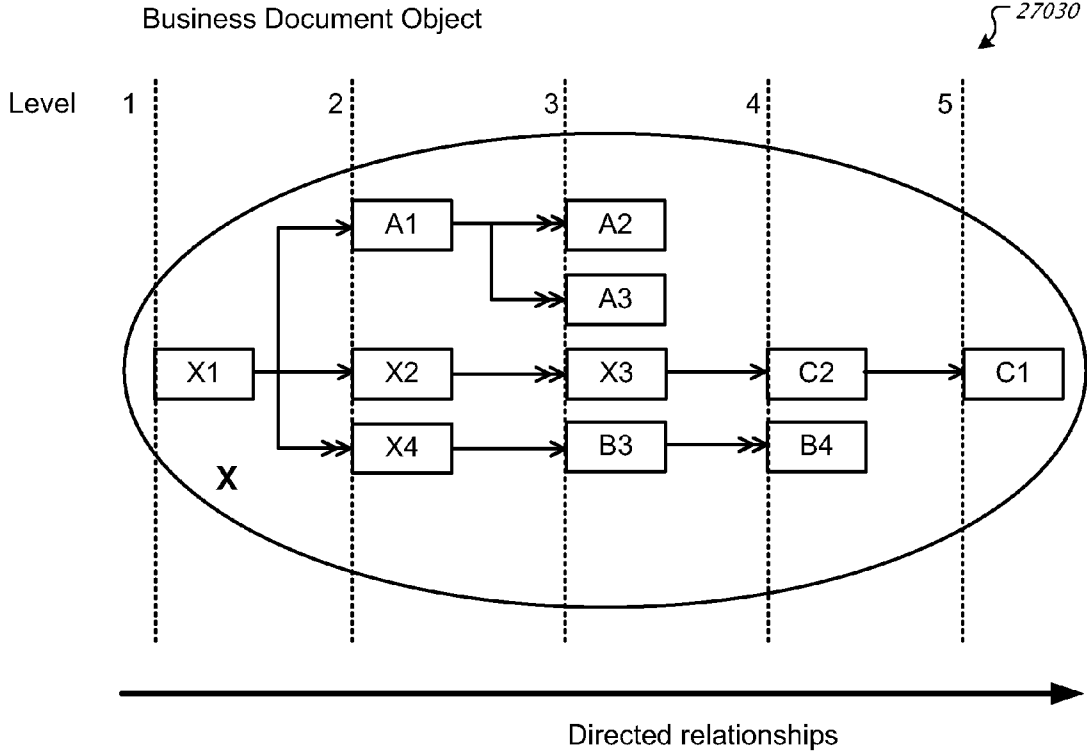 Business Document Object
27030
Level 1 2 3 4 5
A1 A2
A3
X1 X2 X3 C2 C1
X4 B3 B4
X
Directed relationships